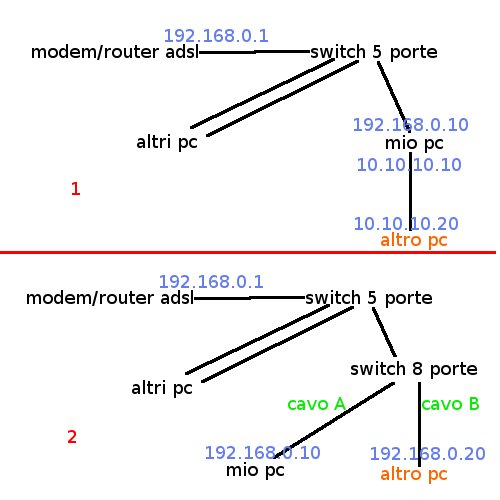 192.168.0.1
modem/router adsl switch 5 porte
192.168.0.10
altri pc mio pc
10.10.10.10
1
10.10.10.20
altro pc
192.168.0.1
modem/router adsl switch 5 porte
switch 8 porte
altri pc
cavo A cavo B
2
192.168.0.10 192.168.0.20
mio pc altro pc